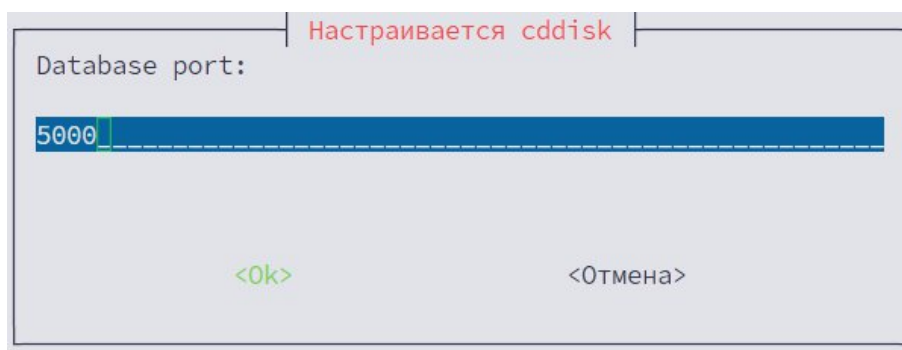 Настраивается cddisk
Database port:
5000
<Ok> <Отмена>